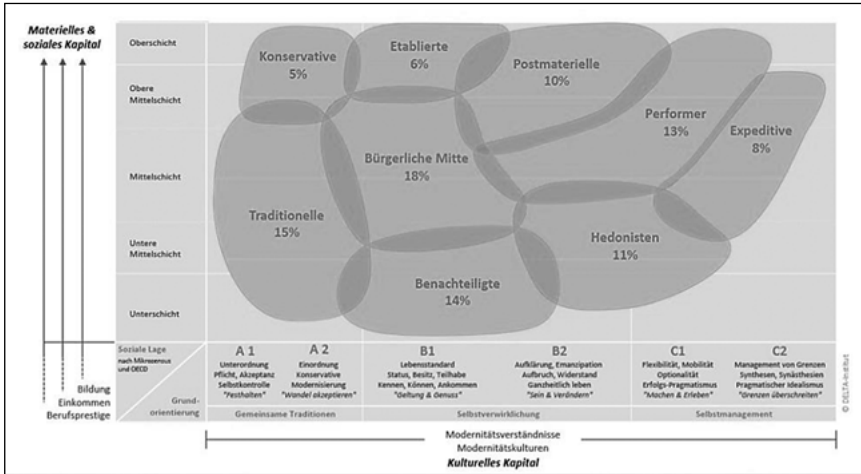 Materielles &
soziales Kapital
Oberschicht
Obere
Mittelschicht
Mittelschicht
Untere
Mittelschicht
Unterschicht
Konservative
5%
Etablierte
6%
Postmaterielle
10%
Performer
13%
Expeditive
8%
Bürgerliche Mitte
18%
Traditionelle
15%
Hedonisten
11%
Benachteiligte
14%
Soziale Lage
nach Mikrozensus
und OECD
Grund-
orientierung
Bildung
Einkommen
Berufsprestige
A 1
Unterordnung
Pflicht, Akzeptanz
Selbstkontrolle
"Festhalten"
A 2
Einordnung
Konservative
Modernisierung
"Wandel akzeptieren"
B1
Lebensstandard
Status, Besitz, Teilhabe
Kennen, Können, Ankommen
"Geltung & Genuss"
B2
Aufklärung, Emanzipation
Aufbruch, Widerstand
Ganzheitlich leben
"Sein & Verändern"
C1
Flexibilität, Mobilität
Optionalität
Erfolgs-Pragmatismus
"Machen & Erleben"
C2
Management von Grenzen
Synthesen, Synästhesien
Pragmatischer Idealismus
"Grenzen überschreiten"
Gemeinsame Traditionen
Selbstverwirklichung
Selbstmanagement
© DELTA-Institut
Modernitätsverständnisse
Modernitätskulturen
Kulturelles Kapital